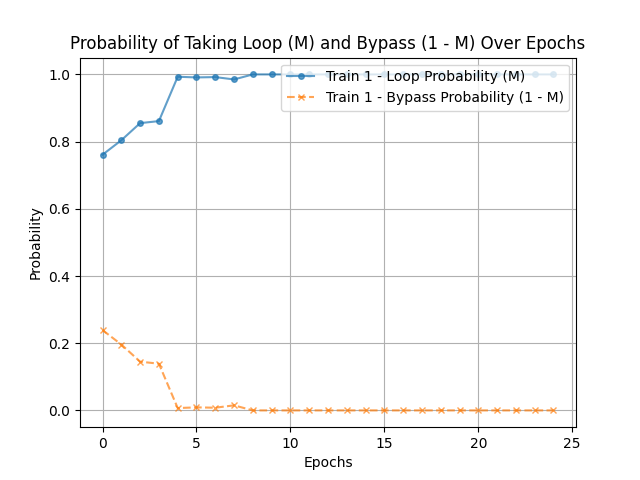 Probability of Taking Loop (M) and Bypass (1 - M) Over Epochs
Train 1 - Loop Probability (M)
Train 1 - Bypass Probability (1 - M)
Probability
1.0
0.8
0.6
0.4
0.2
0.0
0 5 10 15 20 25
Epochs